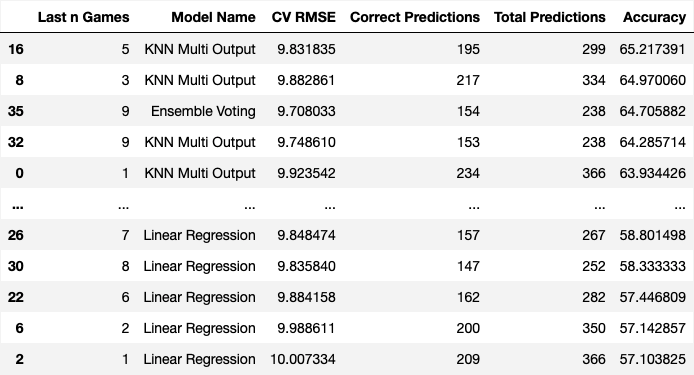 Last n Games Model Name CV RMSE Correct Predictions Total Predictions Accuracy
16 5 KNN Multi Output 9.831835 195 299 65.217391
8 3 KNN Multi Output 9.882861 217 334 64.970060
35 9 Ensemble Voting 9.708033 154 238 64.705882
32 9 KNN Multi Output 9.748610 153 238 64.285714
0 1 KNN Multi Output 9.923542 234 366 63.934426
... ... ... ... ... ... ...
26 7 Linear Regression 9.848474 157 267 58.801498
30 8 Linear Regression 9.835840 147 252 58.333333
22 6 Linear Regression 9.884158 162 282 57.446809
6 2 Linear Regression 9.988611 200 350 57.142857
2 1 Linear Regression 10.007334 209 366 57.103825